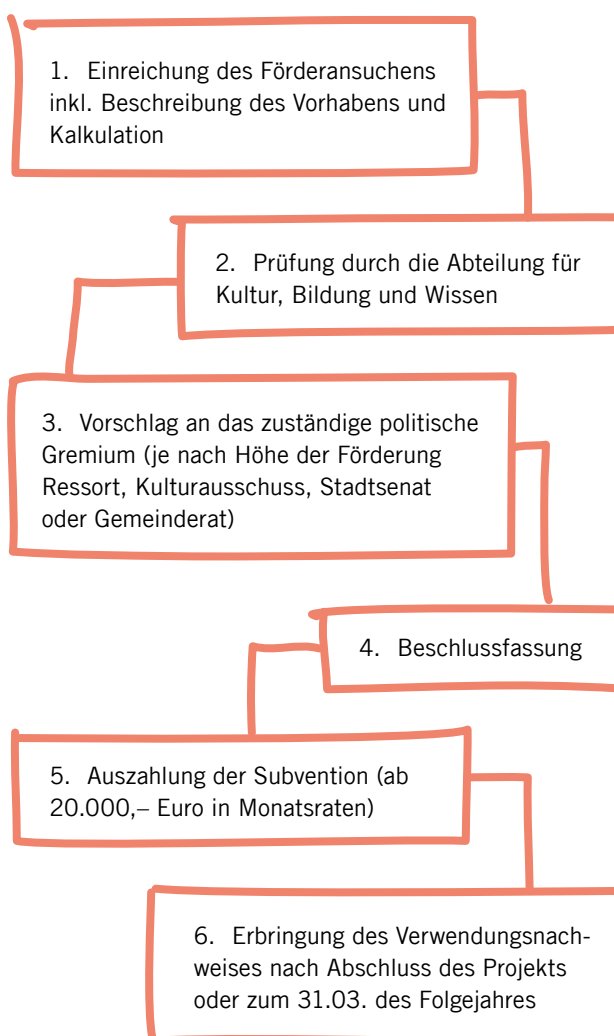 1. Einreichung des Förderansuchens
inkl. Beschreibung des Vorhabens und
Kalkulation
2. Prüfung durch die Abteilung für
Kultur, Bildung und Wissen
3. Vorschlag an das zuständige politische
Gremium (je nach Höhe der Förderung
Ressort, Kulturausschuss, Stadtsenat
oder Gemeinderat)
4. Beschlussfassung
5. Auszahlung der Subvention (ab
20.000,– Euro in Monatsraten)
6. Erbringung des Verwendungsnach-
weises nach Abschluss des Projekts
oder zum 31.03. des Folgejahres